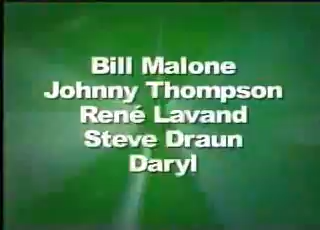 Bill Malone
Johnny Thompson
René Lavand
Steve Draun
Daryl